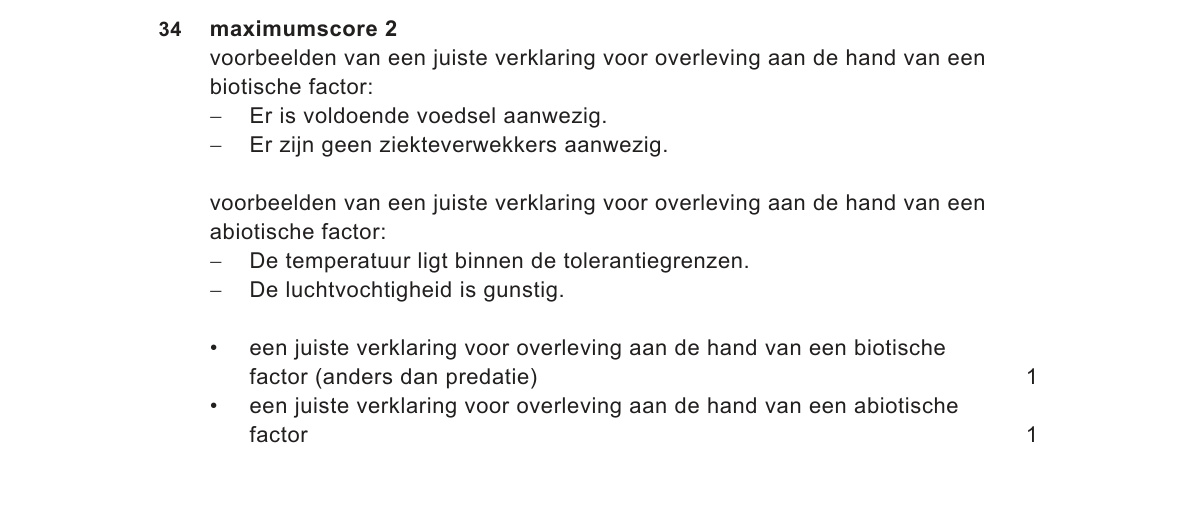 34 maximumscore 2
voorbeelden van een juiste verklaring voor overleving aan de hand van een
biotische factor:
– Er is voldoende voedsel aanwezig.
– Er zijn geen ziekteverwekkers aanwezig.
voorbeelden van een juiste verklaring voor overleving aan de hand van een
abiotische factor:
– De temperatuur ligt binnen de tolerantiegrenzen.
– De luchtvochtigheid is gunstig.
• een juiste verklaring voor overleving aan de hand van een biotische
factor (anders dan predatie) 1
• een juiste verklaring voor overleving aan de hand van een abiotische
factor 1